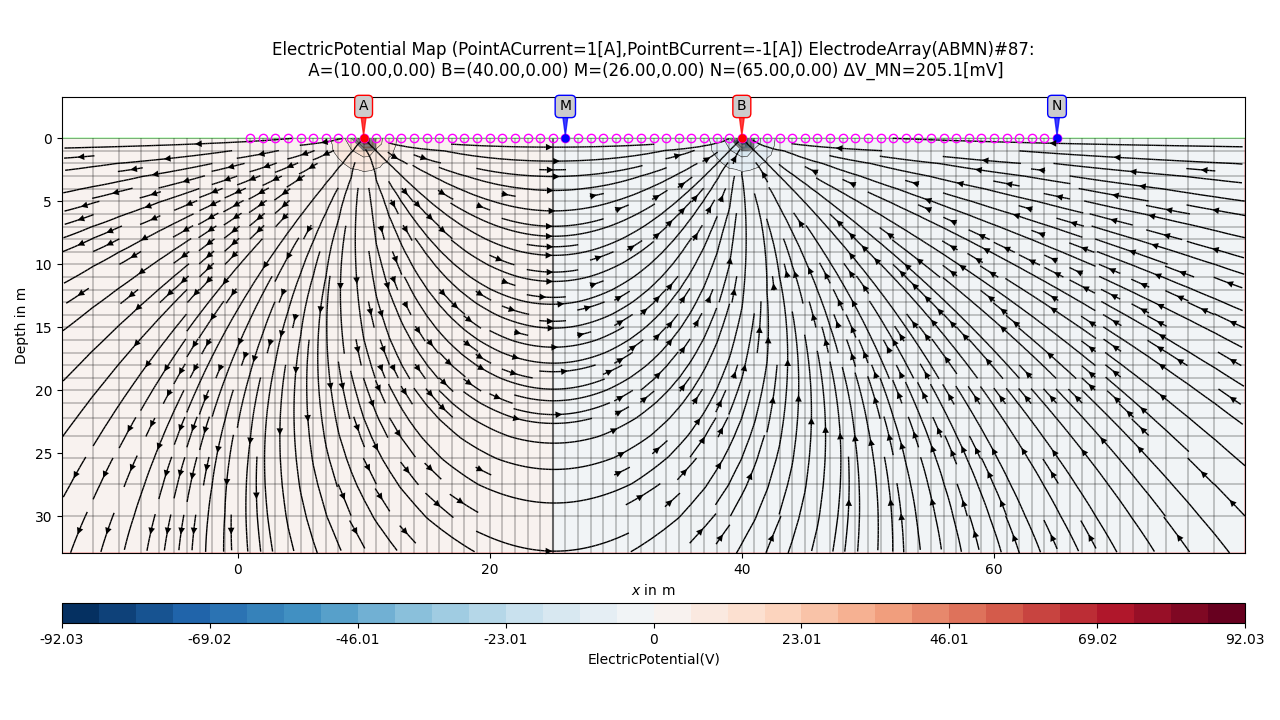 ElectricPotential Map (PointACurrent=1[A],PointBCurrent=-1[A]) ElectrodeArray(ABMN)#87:
A=(10.00,0.00) B=(40.00,0.00) M=(26.00,0.00) N=(65.00,0.00) ΔV_MN=205.1[mV]
A M B N
0
5
10
15
20
25
30
Depth in m
0 20 40 60
x in m
-92.03 -69.02 -46.01 -23.01 0 23.01 46.01 69.02 92.03
ElectricPotential(V)